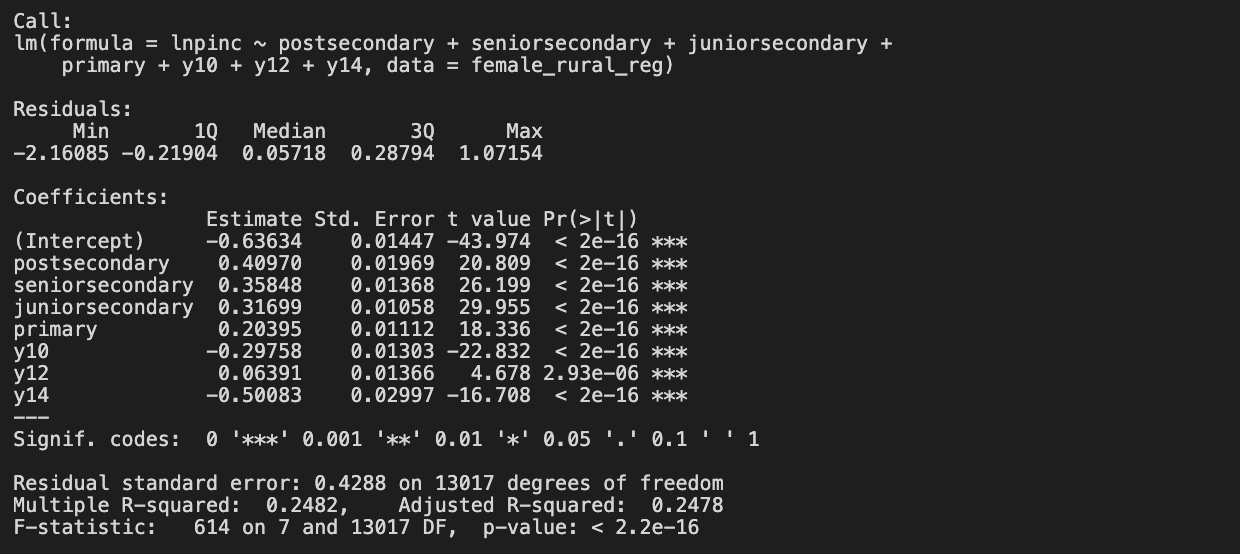 Call:
lm(formula = lnpinc ~ postsecondary + seniorsecondary + juniorsecondary +
    primary + y10 + y12 + y14, data = female_rural_reg)

Residuals:
     Min       1Q   Median       3Q      Max
-2.16085 -0.21904  0.05718  0.28794  1.07154

Coefficients:
                Estimate Std. Error t value Pr(>|t|)
(Intercept)     -0.63634    0.01447 -43.974  < 2e-16 ***
postsecondary    0.40970    0.01969  20.809  < 2e-16 ***
seniorsecondary  0.35848    0.01368  26.199  < 2e-16 ***
juniorsecondary  0.31699    0.01058  29.955  < 2e-16 ***
primary          0.20395    0.01112  18.336  < 2e-16 ***
y10             -0.29758    0.01303 -22.832  < 2e-16 ***
y12              0.06391    0.01366   4.678 2.93e-06 ***
y14             -0.50083    0.02997 -16.708  < 2e-16 ***
---
Signif. codes:  0 '***' 0.001 '**' 0.01 '*' 0.05 '.' 0.1 ' ' 1

Residual standard error: 0.4288 on 13017 degrees of freedom
Multiple R-squared:  0.2482,    Adjusted R-squared:  0.2478
F-statistic:   614 on 7 and 13017 DF,  p-value: < 2.2e-16